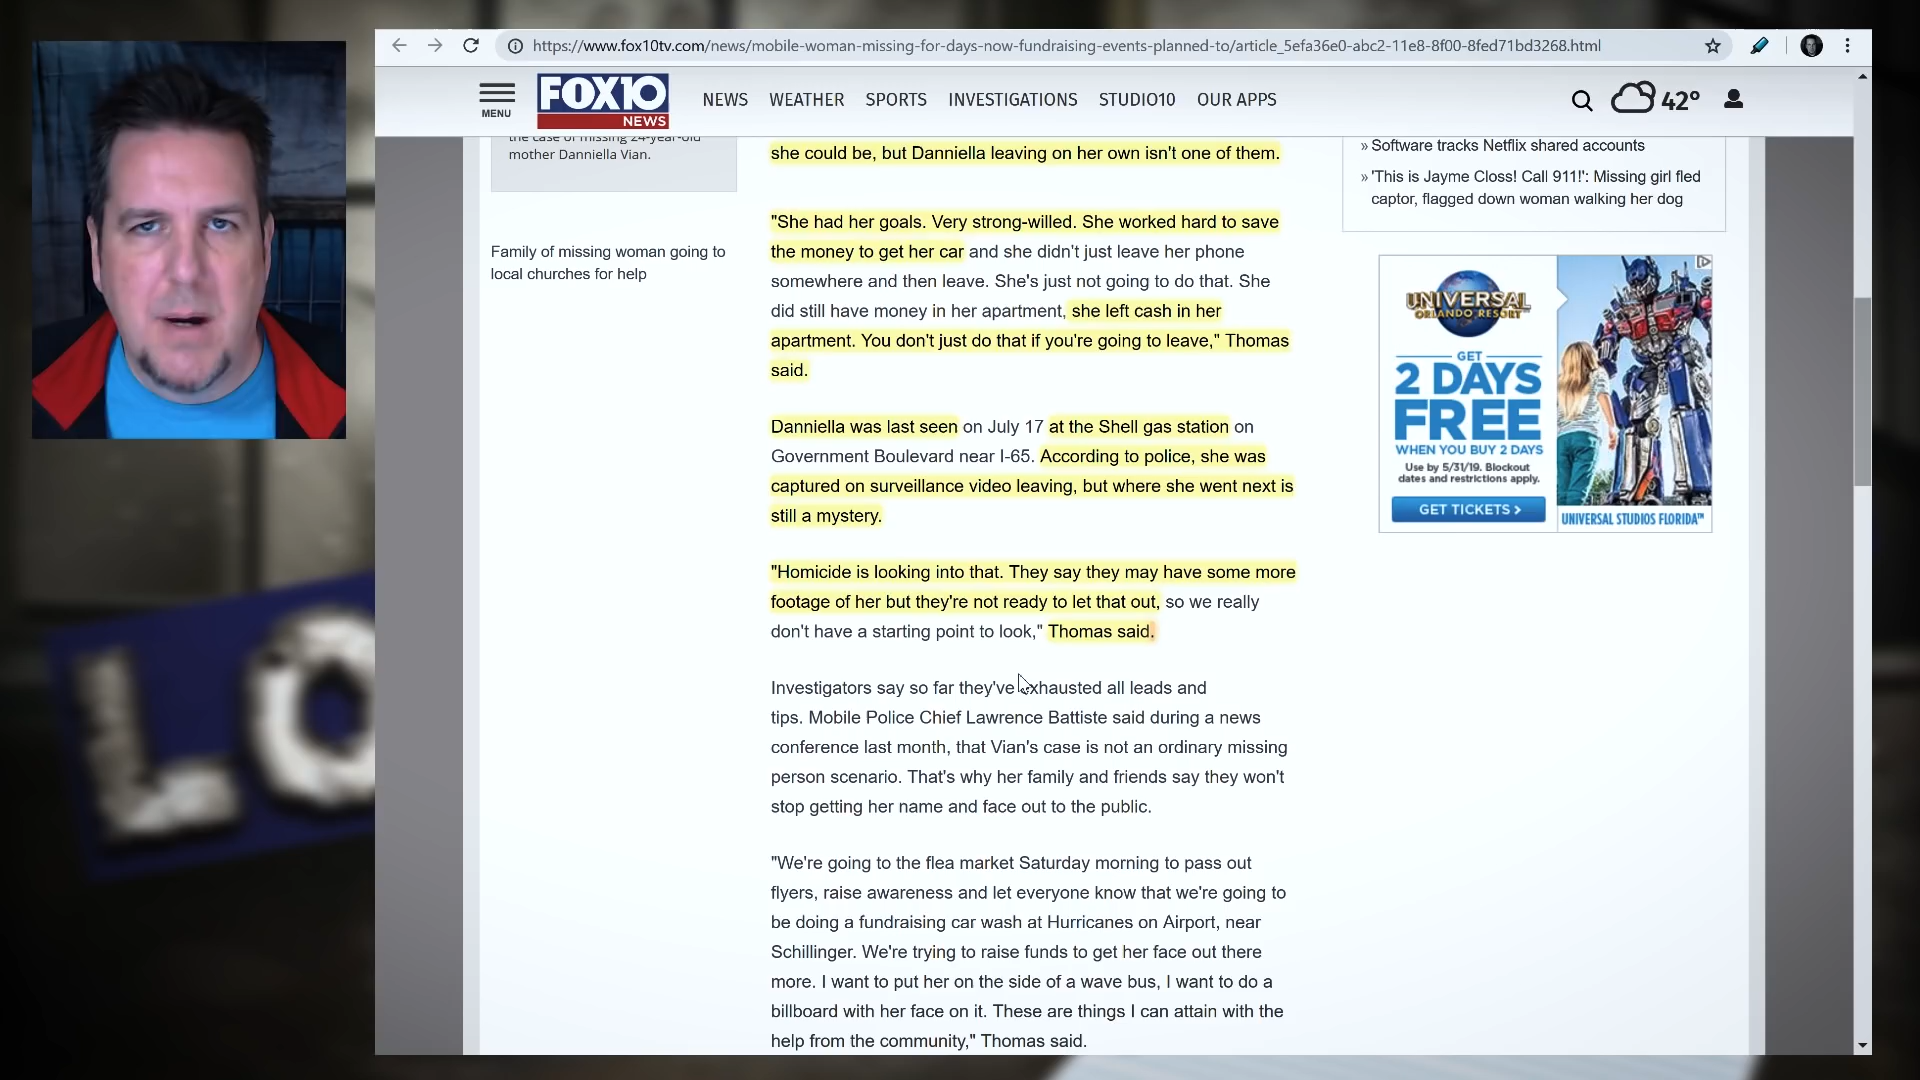 https://www.fox10tv.com/news/mobile-woman-missing-for-days-now-fundraising-events-planned-to/article_5efa36e0-abc2-11e8-8f00-8fed71bd3268.html
MENU
FOX10
NEWS
NEWS WEATHER SPORTS INVESTIGATIONS STUDIO10 OUR APPS
42°
the case of missing 24-year-old
mother Danniella Vian.
Family of missing woman going to
local churches for help
she could be, but Danniella leaving on her own isn't one of them.
"She had her goals. Very strong-willed. She worked hard to save
the money to get her car and she didn't just leave her phone
somewhere and then leave. She's just not going to do that. She
did still have money in her apartment, she left cash in her
apartment. You don't just do that if you're going to leave," Thomas
said.
Danniella was last seen on July 17 at the Shell gas station on
Government Boulevard near I-65. According to police, she was
captured on surveillance video leaving, but where she went next is
still a mystery.
"Homicide is looking into that. They say they may have some more
footage of her but they're not ready to let that out, so we really
don't have a starting point to look," Thomas said.
Investigators say so far they've exhausted all leads and
tips. Mobile Police Chief Lawrence Battiste said during a news
conference last month, that Vian's case is not an ordinary missing
person scenario. That's why her family and friends say they won't
stop getting her name and face out to the public.
"We're going to the flea market Saturday morning to pass out
flyers, raise awareness and let everyone know that we're going to
be doing a fundraising car wash at Hurricanes on Airport, near
Schillinger. We're trying to raise funds to get her face out there
more. I want to put her on the side of a wave bus, I want to do a
billboard with her face on it. These are things I can attain with the
help from the community," Thomas said.
» Software tracks Netflix shared accounts
» 'This is Jayme Closs! Call 911!': Missing girl fled
captor, flagged down woman walking her dog
UNIVERSAL
ORLANDO RESORT™
GET
2 DAYS
FREE
WHEN YOU BUY 2 DAYS
Use by 5/31/19. Blockout
dates and restrictions apply.
GET TICKETS >
UNIVERSAL STUDIOS FLORIDA™
LO